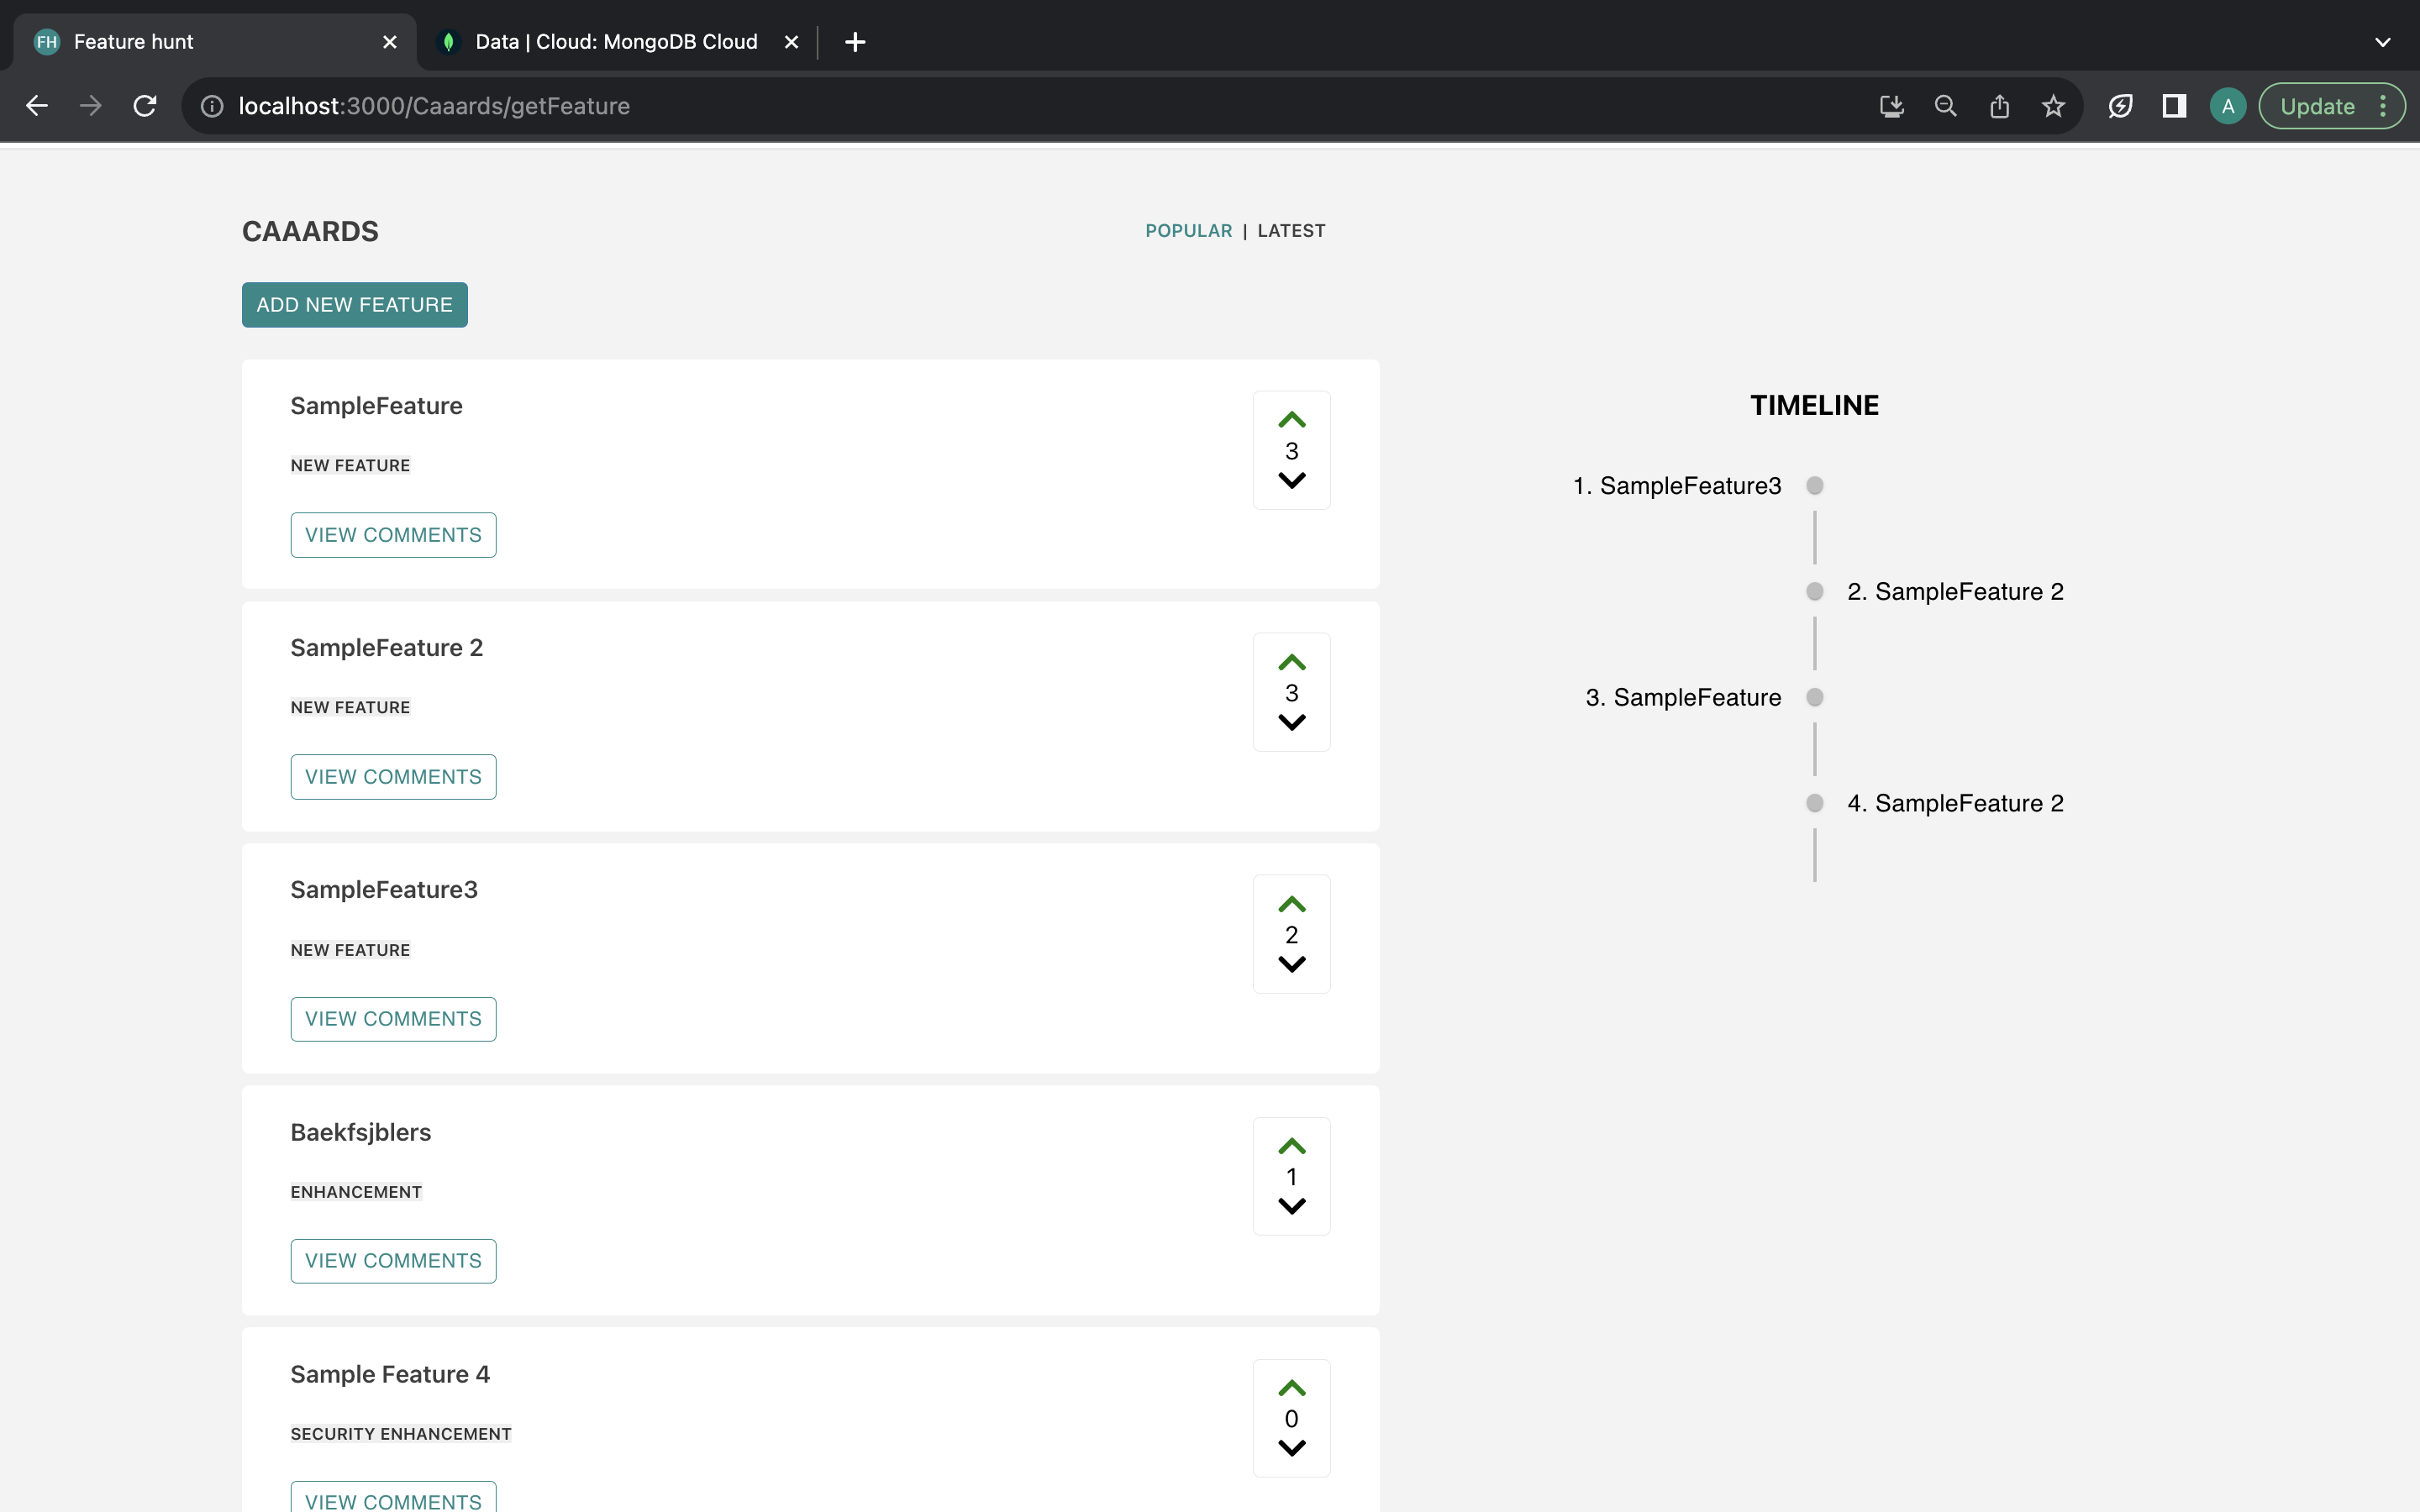 FH Feature hunt
Data | Cloud: MongoDB Cloud
localhost:3000/Caaards/getFeature
A
Update
CAAARDS
POPULAR | LATEST
ADD NEW FEATURE
SampleFeature
3
NEW FEATURE
VIEW COMMENTS
SampleFeature 2
3
NEW FEATURE
VIEW COMMENTS
SampleFeature3
2
NEW FEATURE
VIEW COMMENTS
Baekfsjblers
1
ENHANCEMENT
VIEW COMMENTS
Sample Feature 4
0
SECURITY ENHANCEMENT
VIEW COMMENTS
TIMELINE
1. SampleFeature3
2. SampleFeature 2
3. SampleFeature
4. SampleFeature 2